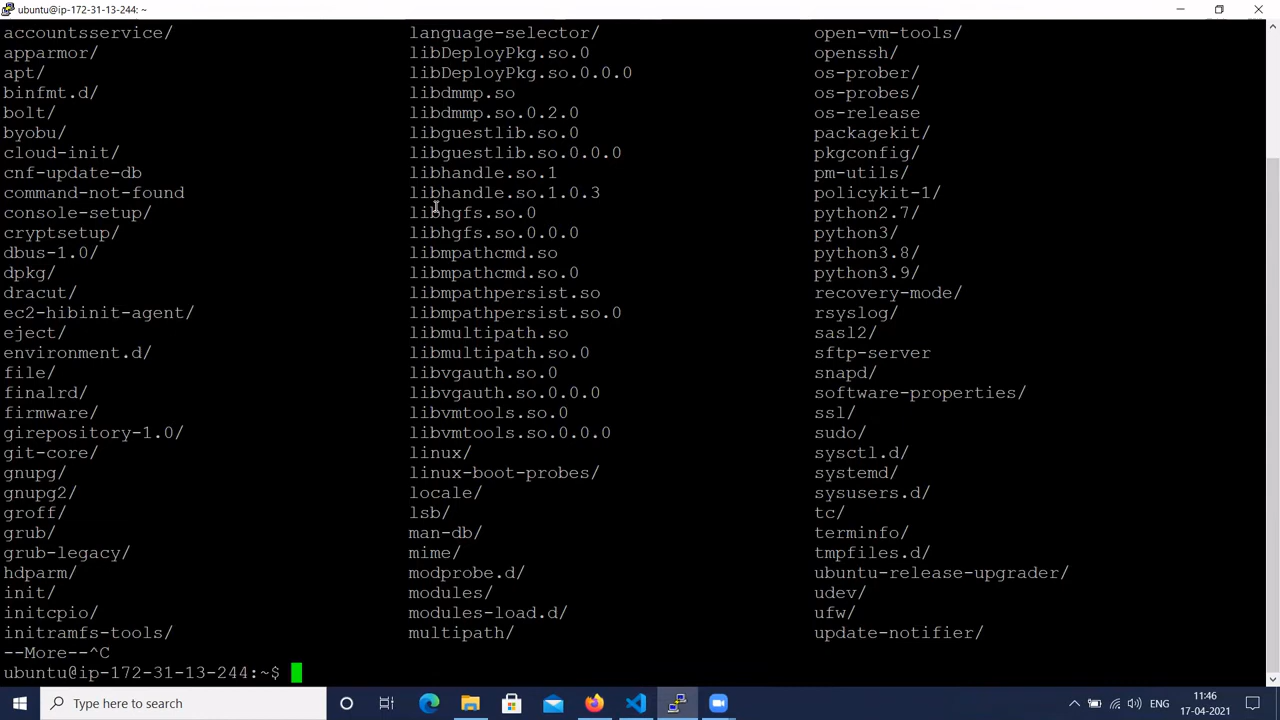 ubuntu@ip-172-31-13-244: ~
accountsservice/ language-selector/ open-vm-tools/
apparmor/ libDeployPkg.so.0 openssh/
apt/ libDeployPkg.so.0.0.0 os-prober/
binfmt.d/ libdmmp.so os-probes/
bolt/ libdmmp.so.0.2.0 os-release
byobu/ libguestlib.so.0 packagekit/
cloud-init/ libguestlib.so.0.0.0 pkgconfig/
cnf-update-db libhandle.so.1 pm-utils/
command-not-found libhandle.so.1.0.3 policykit-1/
console-setup/ libhgfs.so.0 python2.7/
cryptsetup/ libhgfs.so.0.0.0 python3/
dbus-1.0/ libmpathcmd.so python3.8/
dpkg/ libmpathcmd.so.0 python3.9/
dracut/ libmpathpersist.so recovery-mode/
ec2-hibinit-agent/ libmpathpersist.so.0 rsyslog/
eject/ libmultipath.so sasl2/
environment.d/ libmultipath.so.0 sftp-server
file/ libvgauth.so.0 snapd/
finalrd/ libvgauth.so.0.0.0 software-properties/
firmware/ libvmtools.so.0 ssl/
girepository-1.0/ libvmtools.so.0.0.0 sudo/
git-core/ linux/ sysctl.d/
gnupg/ linux-boot-probes/ systemd/
gnupg2/ locale/ sysusers.d/
groff/ lsb/ tc/
grub/ man-db/ terminfo/
grub-legacy/ mime/ tmpfiles.d/
hdparm/ modprobe.d/ ubuntu-release-upgrader/
init/ modules/ udev/
initcpio/ modules-load.d/ ufw/
initramfs-tools/ multipath/ update-notifier/
--More--^C
ubuntu@ip-172-31-13-244:~$
Type here to search
ENG
11:46
17-04-2021